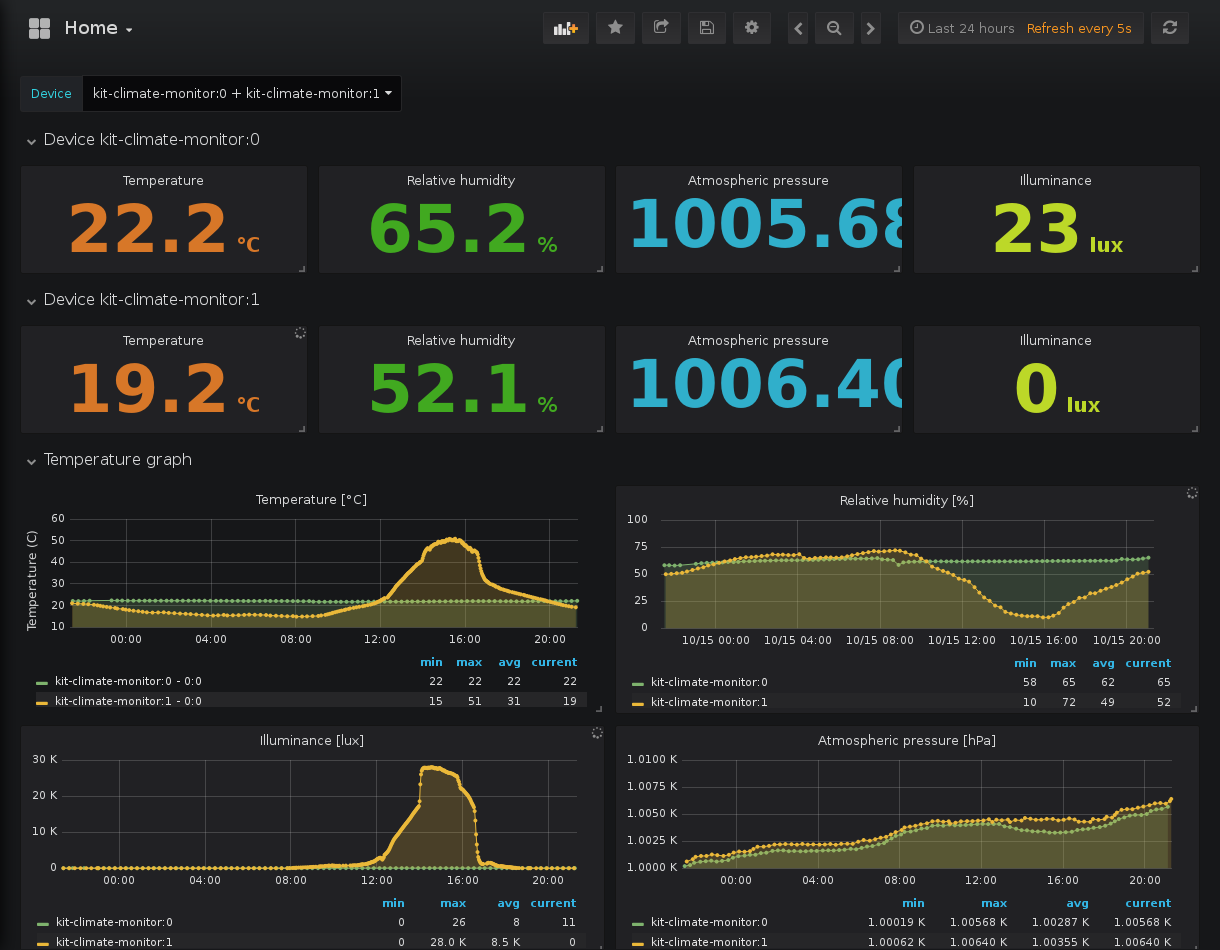 Home
Last 24 hours Refresh every 5s
Device kit-climate-monitor:0 + kit-climate-monitor:1
Device kit-climate-monitor:0
Temperature Relative humidity Atmospheric pressure Illuminance
22.2 °C 65.2 % 1005.68 23 lux
Device kit-climate-monitor:1
Temperature Relative humidity Atmospheric pressure Illuminance
19.2 °C 52.1 % 1006.40 0 lux
Temperature graph
Temperature [°C]
Temperature (C)
60
50
40
30
20
10
00:00 04:00 08:00 12:00 16:00 20:00
min max avg current
kit-climate-monitor:0 - 0:0 22 22 22 22
kit-climate-monitor:1 - 0:0 15 51 31 19
Relative humidity [%]
100
75
50
25
0
10/15 00:00 10/15 04:00 10/15 08:00 10/15 12:00 10/15 16:00 10/15 20:00
min max avg current
kit-climate-monitor:0 58 65 62 65
kit-climate-monitor:1 10 72 49 52
Illuminance [lux]
30 K
20 K
10 K
0
00:00 04:00 08:00 12:00 16:00 20:00
min max avg current
kit-climate-monitor:0 0 26 8 11
kit-climate-monitor:1 0 28.0 K 8.5 K 0
Atmospheric pressure [hPa]
1.0100 K
1.0075 K
1.0050 K
1.0025 K
1.0000 K
00:00 04:00 08:00 12:00 16:00 20:00
min max avg current
kit-climate-monitor:0 1.00019 K 1.00568 K 1.00287 K 1.00568 K
kit-climate-monitor:1 1.00062 K 1.00640 K 1.00355 K 1.00640 K